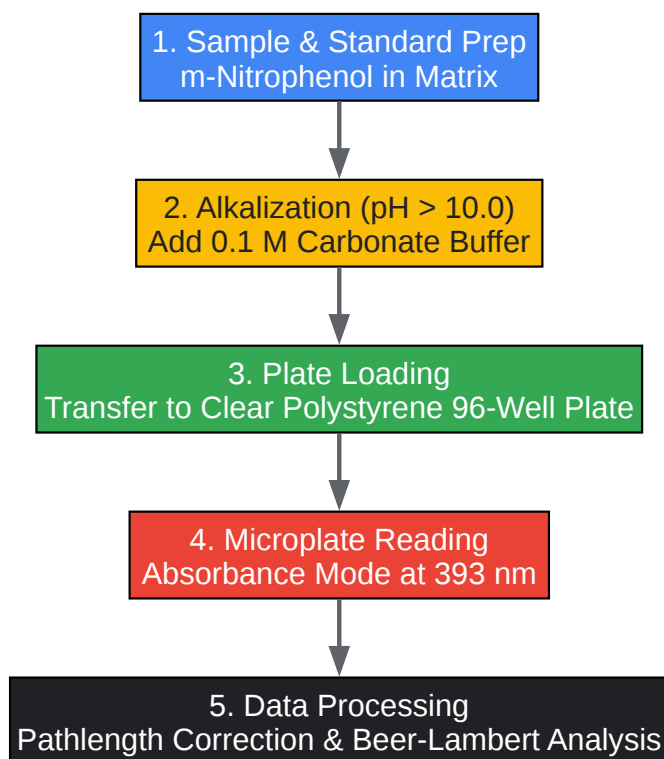 1. Sample & Standard Prep
m-Nitrophenol in Matrix
2. Alkalization (pH > 10.0)
Add 0.1 M Carbonate Buffer
3. Plate Loading
Transfer to Clear Polystyrene 96-Well Plate
4. Microplate Reading
Absorbance Mode at 393 nm
5. Data Processing
Pathlength Correction & Beer-Lambert Analysis